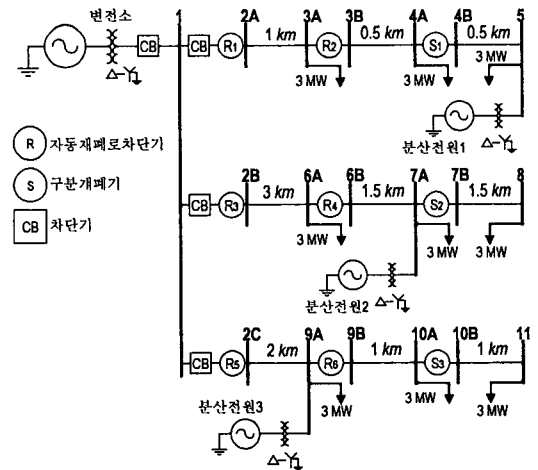 변전소
CB
△-Y
1
CB
R1
2A
1 km
3A
R2
3B
0.5 km
4A
S1
4B
0.5 km
5
3 MW
3 MW
3 MW
분산전원1
△-Y
R 자동재폐로차단기
S 구분개폐기
CB 차단기
CB
R3
2B
3 km
6A
R4
6B
1.5 km
7A
S2
7B
1.5 km
8
3 MW
3 MW
3 MW
분산전원2
△-Y
CB
R5
2C
2 km
9A
R6
9B
1 km
10A
S3
10B
1 km
11
3 MW
3 MW
3 MW
분산전원3
△-Y